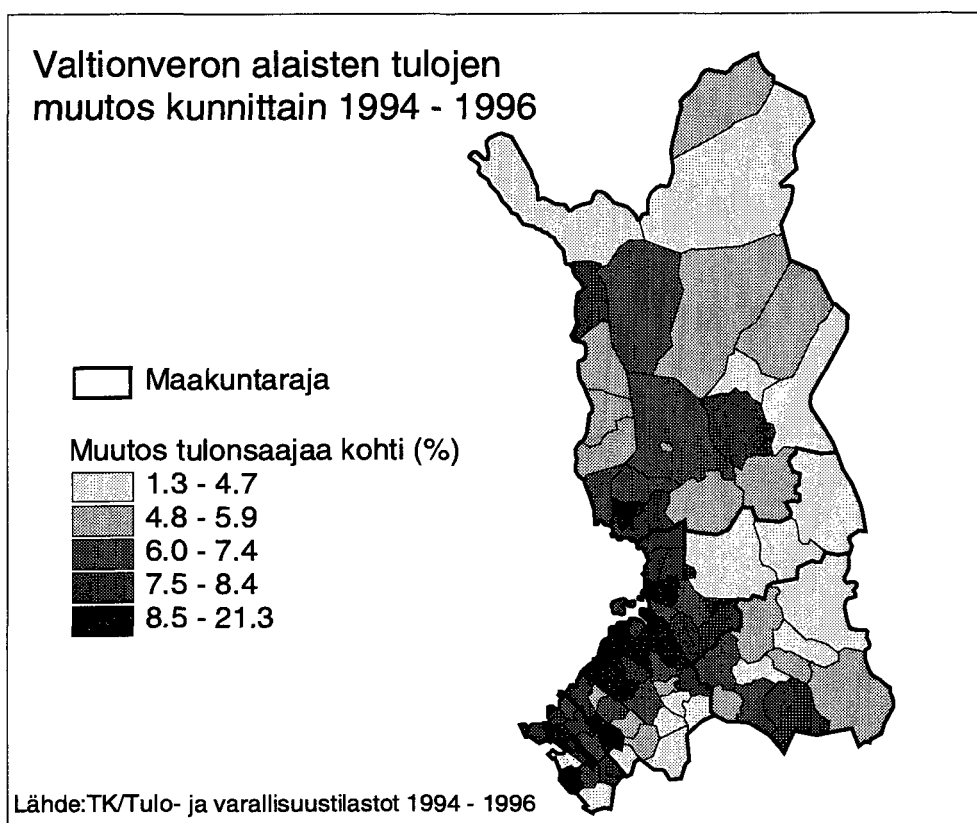 Valtionveron alaisten tulojen
muutos kunnittain 1994 - 1996
Maakuntaraja
Muutos tulonsaajaa kohti (%)
1.3 - 4.7
4.8 - 5.9
6.0 - 7.4
7.5 - 8.4
8.5 - 21.3
Lähde:TK/Tulo- ja varallisuustilastot 1994 - 1996